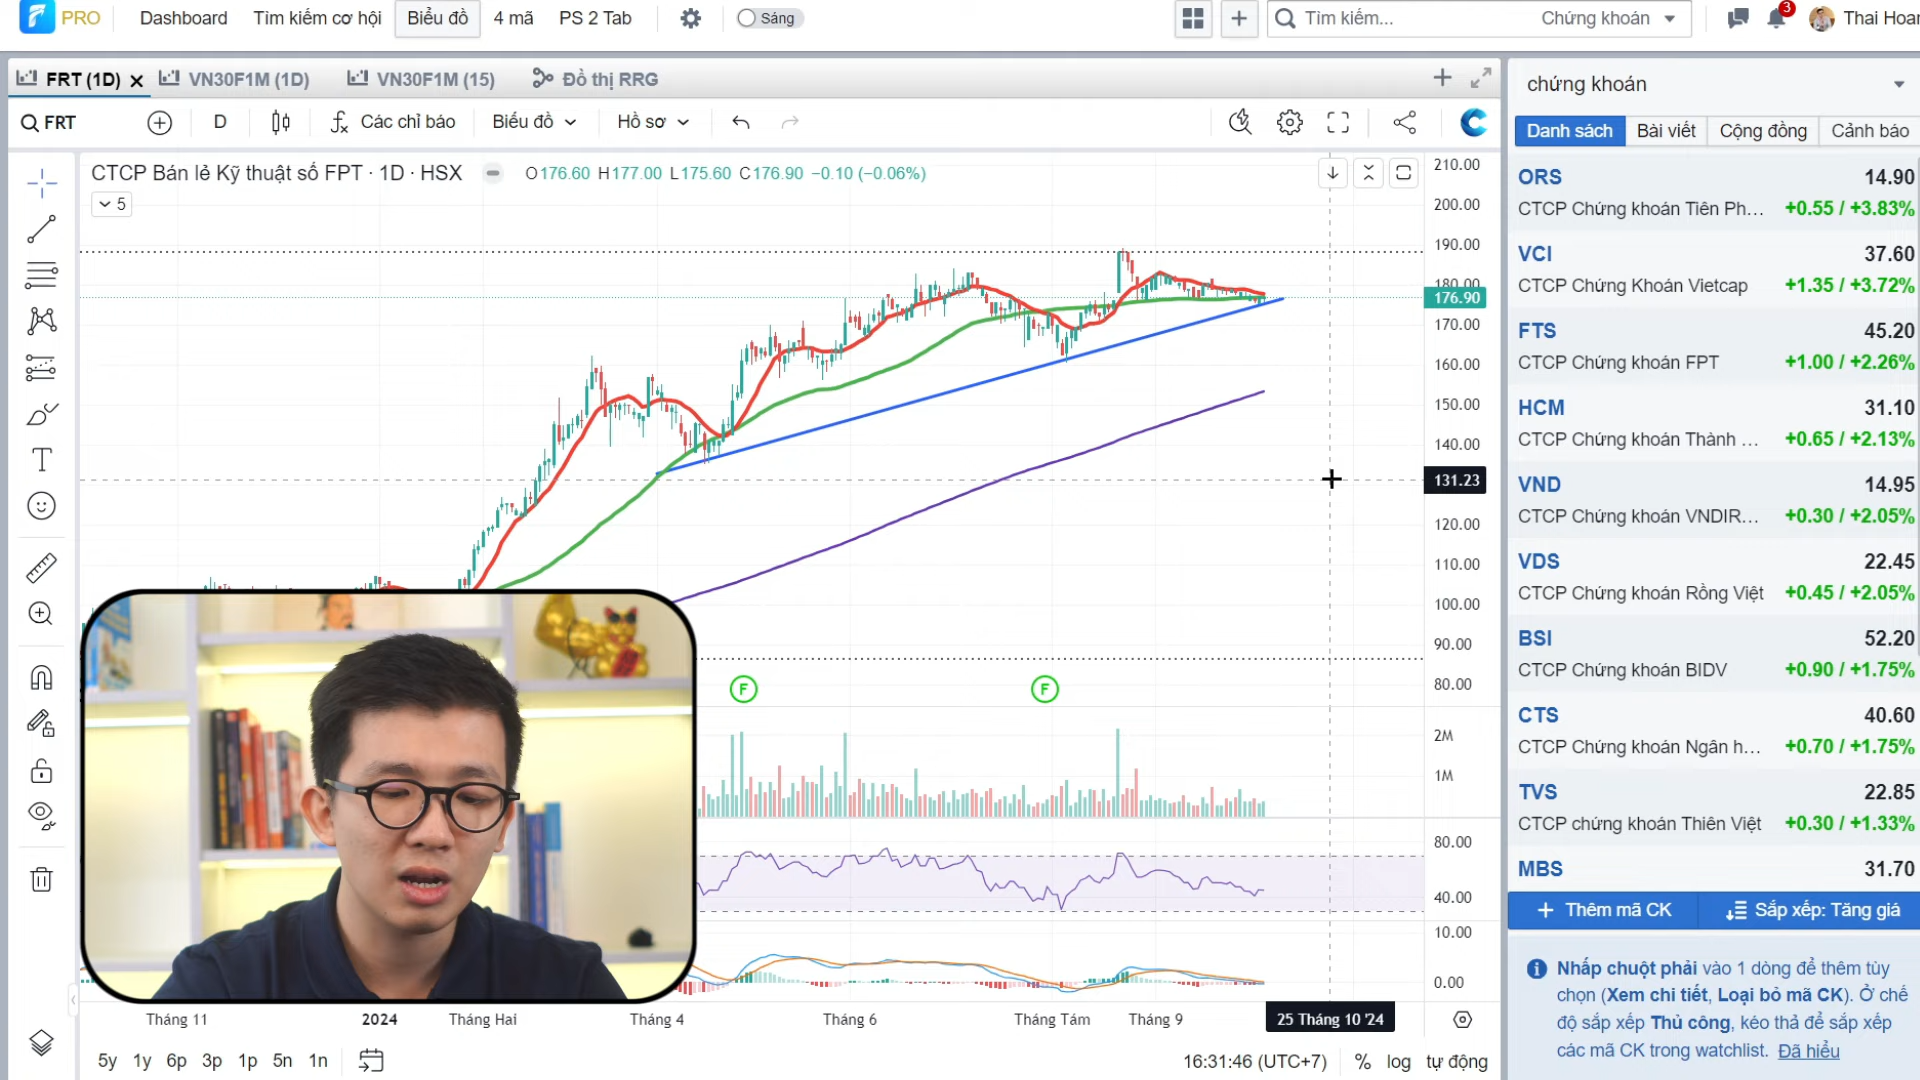 PRO
Dashboard
Tìm kiếm cơ hội
Biểu đồ
4 mã
PS 2 Tab
Sáng
Tìm kiếm...
Chứng khoán
3
Thai Hoan
FRT (1D)
VN30F1M (1D)
VN30F1M (15)
Đồ thị RRG
FRT
D
Các chỉ báo
Biểu đồ
Hồ sơ
CTCP Bán lẻ Kỹ thuật số FPT · 1D · HSX
O176.60 H177.00 L175.60 C176.90 −0.10 (−0.06%)
5
210.00
200.00
190.00
180.00
176.90
170.00
160.00
150.00
140.00
131.23
120.00
110.00
100.00
90.00
80.00
F
F
2M
1M
80.00
40.00
10.00
0.00
Tháng 11
2024
Tháng Hai
Tháng 4
Tháng 6
Tháng Tám
Tháng 9
25 Tháng 10 '24
5y 1y 6p 3p 1p 5n 1n
16:31:46 (UTC+7)
%
log
tự động
chứng khoán
Danh sách
Bài viết
Cộng đồng
Cảnh báo
ORS 14.90
CTCP Chứng khoán Tiên Ph... +0.55 / +3.83%
VCI 37.60
CTCP Chứng Khoán Vietcap +1.35 / +3.72%
FTS 45.20
CTCP Chứng khoán FPT +1.00 / +2.26%
HCM 31.10
CTCP Chứng khoán Thành ... +0.65 / +2.13%
VND 14.95
CTCP Chứng khoán VNDIR... +0.30 / +2.05%
VDS 22.45
CTCP Chứng khoán Rồng Việt +0.45 / +2.05%
BSI 52.20
CTCP Chứng khoán BIDV +0.90 / +1.75%
CTS 40.60
CTCP Chứng khoán Ngân h... +0.70 / +1.75%
TVS 22.85
CTCP chứng khoán Thiên Việt +0.30 / +1.33%
MBS 31.70
Thêm mã CK
Sắp xếp: Tăng giá
Nhấp chuột phải vào 1 dòng để thêm tùy
chọn (Xem chi tiết, Loại bỏ mã CK). Ở chế
độ sắp xếp Thủ công, kéo thả để sắp xếp
các mã CK trong watchlist. Đã hiểu